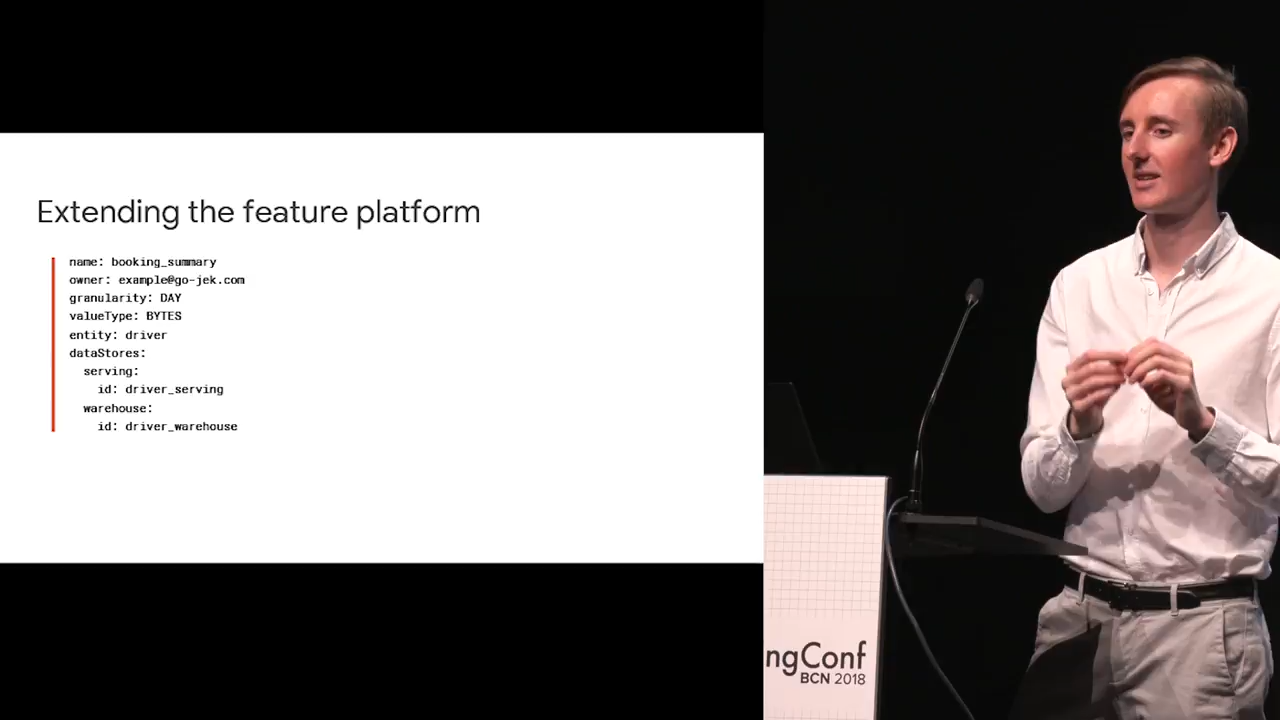 Extending the feature platform
name: booking_summary
owner: example@go-jek.com
granularity: DAY
valueType: BYTES
entity: driver
dataStores:
serving:
id: driver_serving
warehouse:
id: driver_warehouse
ngConf
BCN 2018